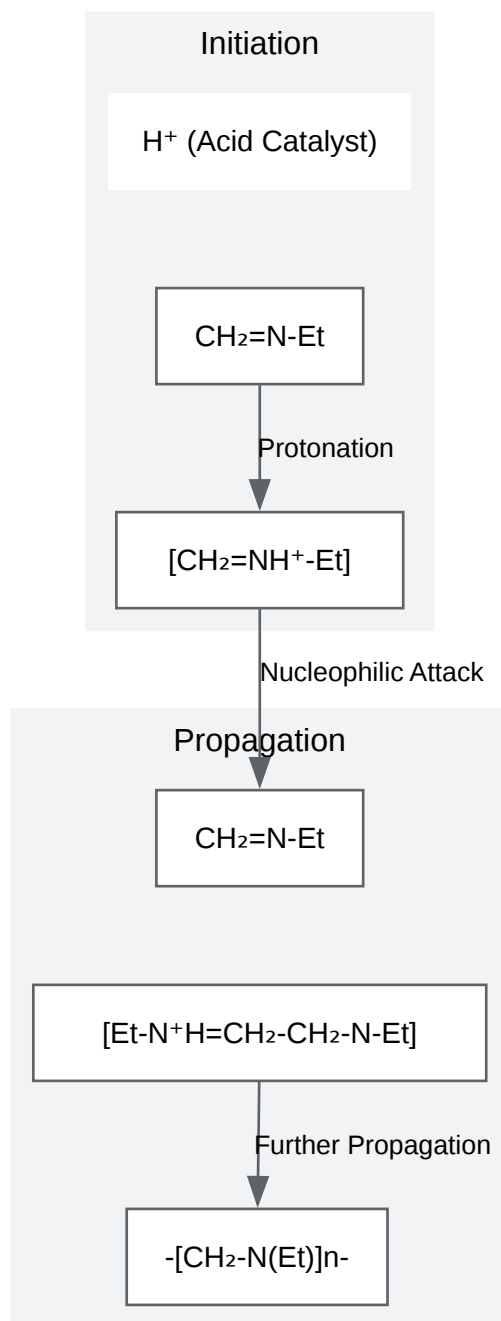 Initiation
H⁺ (Acid Catalyst)
CH₂=N-Et
Protonation
[CH₂=NH⁺-Et]
Nucleophilic Attack
Propagation
CH₂=N-Et
[Et-N⁺H=CH₂-CH₂-N-Et]
Further Propagation
-[CH₂-N(Et)]n-